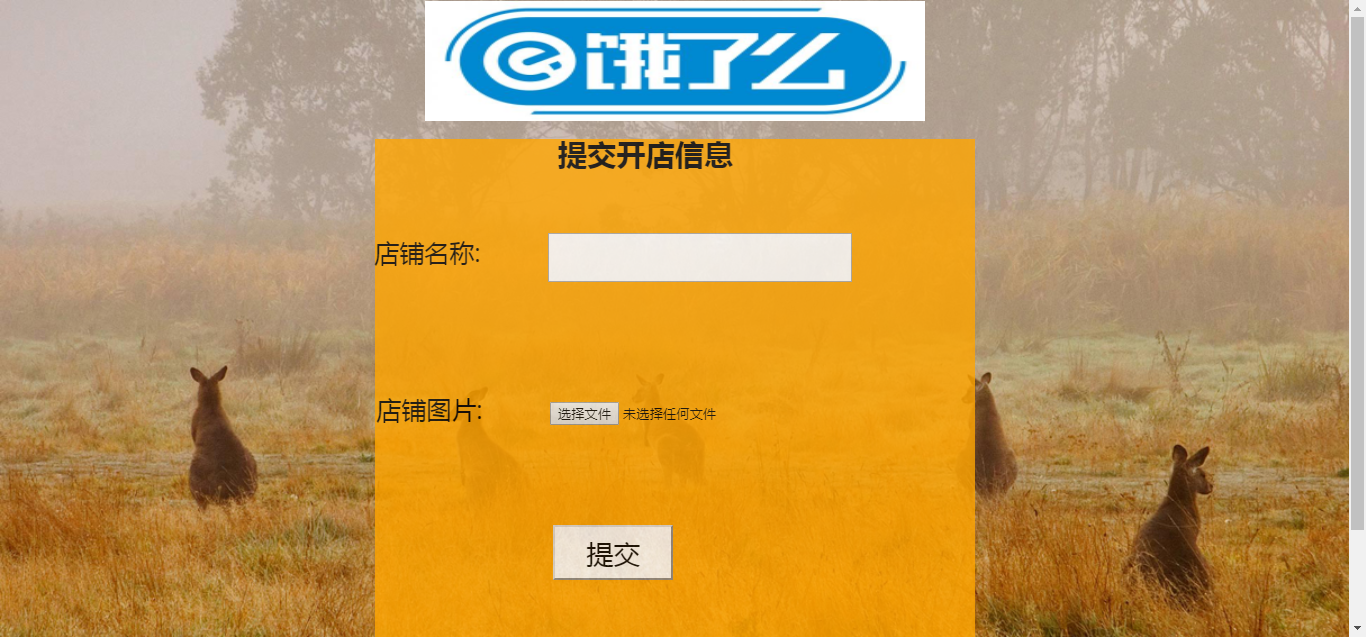 饿了么
提交开店信息
店铺名称:
店铺图片:
选择文件 未选择任何文件
提交